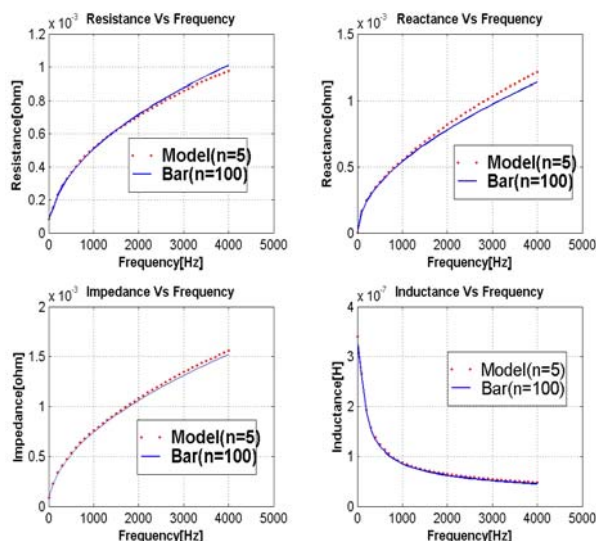 Resistance Vs Frequency
x 10⁻³
1.2
1
0.8
0.6
0.4
0.2
0
0 1000 2000 3000 4000 5000
Resistance[ohm]
Frequency[Hz]
Model(n=5)
Bar(n=100)
Reactance Vs Frequency
x 10⁻³
1.5
1
0.5
0
0 1000 2000 3000 4000 5000
Reactance[ohm]
Frequency[Hz]
Model(n=5)
Bar(n=100)
Impedance Vs Frequency
x 10⁻³
2
1.5
1
0.5
0
0 1000 2000 3000 4000 5000
Impedance[ohm]
Frequency[Hz]
Model(n=5)
Bar(n=100)
Inductance Vs Frequency
x 10⁻⁷
4
3
2
1
0
0 1000 2000 3000 4000 5000
Inductance[H]
Frequency[Hz]
Model(n=5)
Bar(n=100)